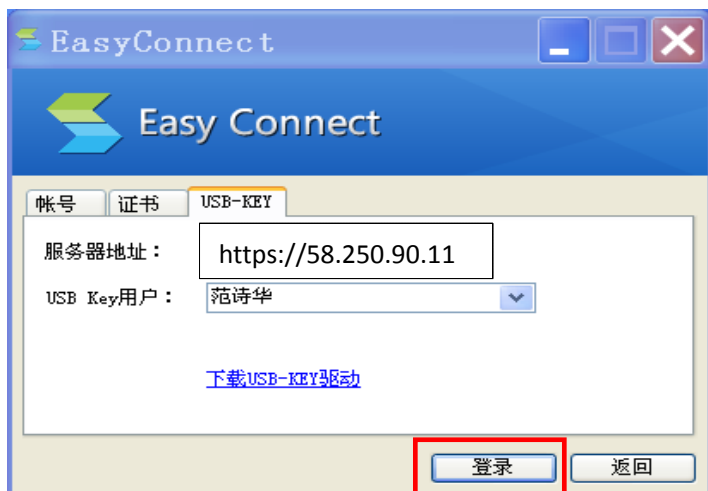 EasyConnect
Easy Connect
帐号 证书 USB-KEY
服务器地址： https://58.250.90.11
USB Key用户： 范诗华
下载USB-KEY驱动
登录 返回